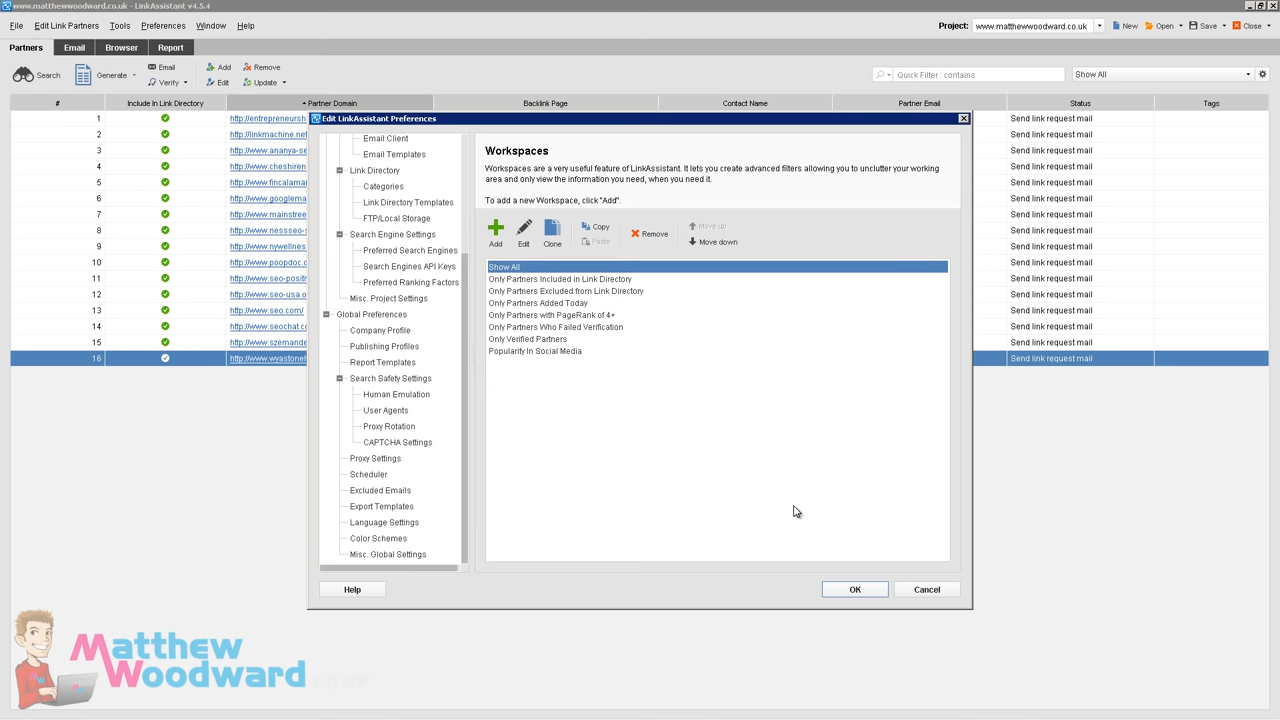 www.matthewwoodward.co.uk - LinkAssistant v4.5.4
File Edit Link Partners Tools Preferences Window Help
Project: www.matthewwoodward.co.uk New Open Save Close
Partners Email Browser Report
Search Generate Email Verify Add Edit Remove Update
Quick Filter : contains Show All
# Include In Link Directory Partner Domain Backlink Page Contact Name Partner Email Status Tags
1 http://entrepreneursh Send link request mail
2 http://linkmachine.net Send link request mail
3 http://www.ananya-se Send link request mail
4 http://www.cheshiren Send link request mail
5 http://www.fincalamar Send link request mail
6 http://www.googlema Send link request mail
7 http://www.mainstree Send link request mail
8 http://www.nessseo-s Send link request mail
9 http://www.nywellnes Send link request mail
10 http://www.poopdoc.c Send link request mail
11 http://www.seo-positi Send link request mail
12 http://www.seo-usa.o Send link request mail
13 http://www.seo.com/ Send link request mail
14 http://www.seochat.c Send link request mail
15 http://www.szemande Send link request mail
16 http://www.wyastonel Send link request mail
Edit LinkAssistant Preferences
Email Client
Email Templates
Link Directory
Categories
Link Directory Templates
FTP/Local Storage
Search Engine Settings
Preferred Search Engines
Search Engines API Keys
Preferred Ranking Factors
Misc. Project Settings
Global Preferences
Company Profile
Publishing Profiles
Report Templates
Search Safety Settings
Human Emulation
User Agents
Proxy Rotation
CAPTCHA Settings
Proxy Settings
Scheduler
Excluded Emails
Export Templates
Language Settings
Color Schemes
Misc. Global Settings
Workspaces
Workspaces are a very useful feature of LinkAssistant. It lets you create advanced filters allowing you to unclutter your working
area and only view the information you need, when you need it.
To add a new Workspace, click "Add".
Add Edit Clone Copy Paste Remove Move up Move down
Show All
Only Partners Included in Link Directory
Only Partners Excluded from Link Directory
Only Partners Added Today
Only Partners with PageRank of 4+
Only Partners Who Failed Verification
Only Verified Partners
Popularity In Social Media
Help OK Cancel
Matthew
Woodward.co.uk